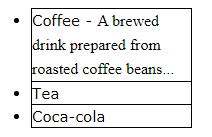 Coffee - A brewed
drink prepared from
roasted coffee beans...
Tea
Coca-cola